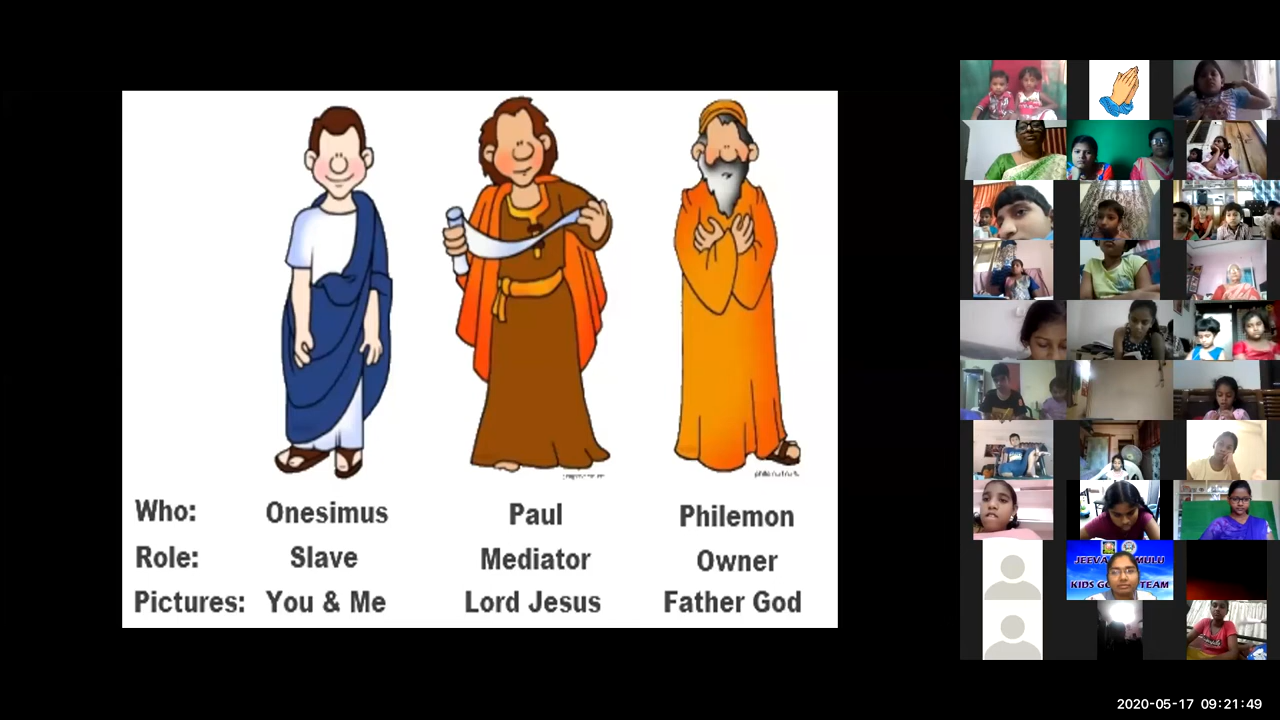 Who: Onesimus Paul Philemon
Role: Slave Mediator Owner
Pictures: You & Me Lord Jesus Father God
KIDS TEAM
2020-05-17 09:21:49